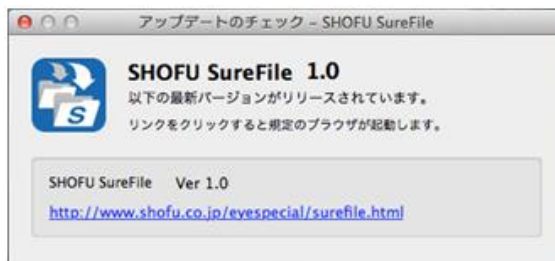 アップデートのチェック – SHOFU SureFile
SHOFU SureFile 1.0
以下の最新バージョンがリリースされています。
リンクをクリックすると規定のブラウザが起動します。
S
SHOFU SureFile Ver 1.0
http://www.shofu.co.jp/eyespecial/surefile.html